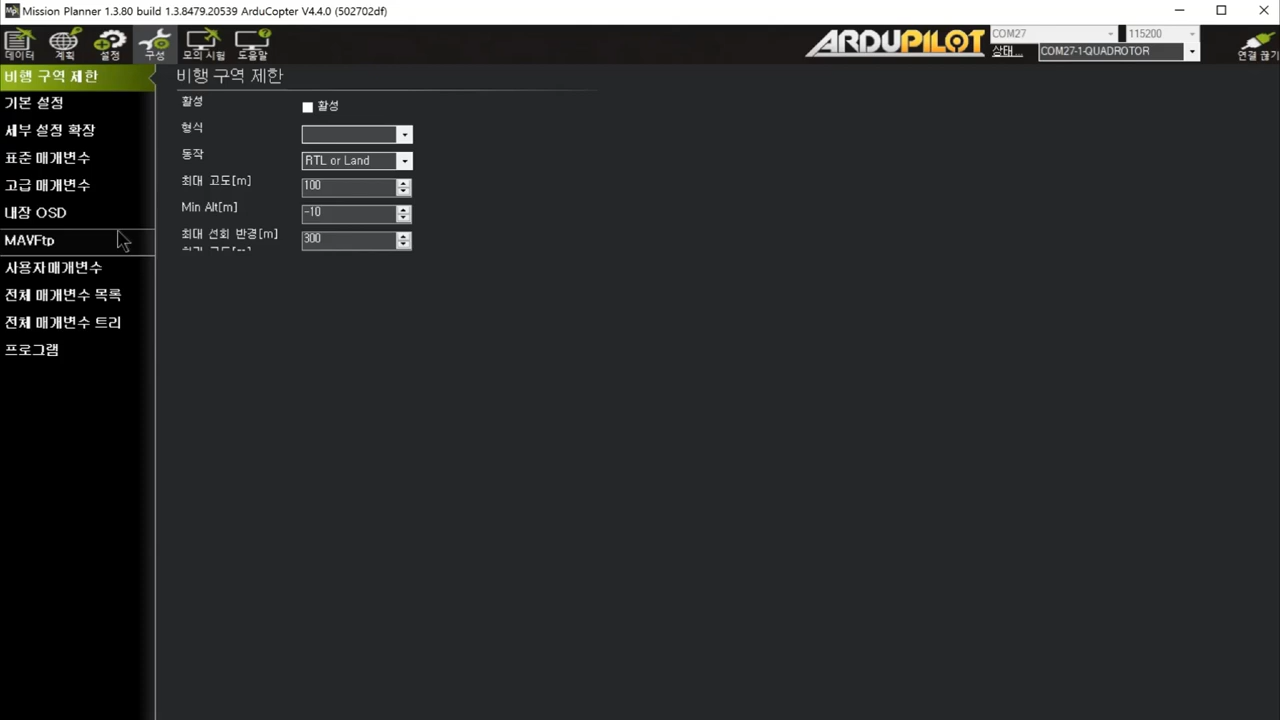 Mission Planner 1.3.80 build 1.3.8479.20539 ArduCopter V4.4.0 (502702df)
데이터
계획
설정
구성
모의 시험
도움말
ARDUPILOT
COM27
115200
상태...
COM27-1-QUADROTOR
연결 끊기
비행 구역 제한
기본 설정
세부 설정 확장
표준 매개변수
고급 매개변수
내장 OSD
MAVFtp
사용자매개변수
전체 매개변수 목록
전체 매개변수 트리
프로그램
비행 구역 제한
활성
활성
형식
동작
RTL or Land
최대 고도[m]
100
Min Alt[m]
-10
최대 선회 반경[m]
300